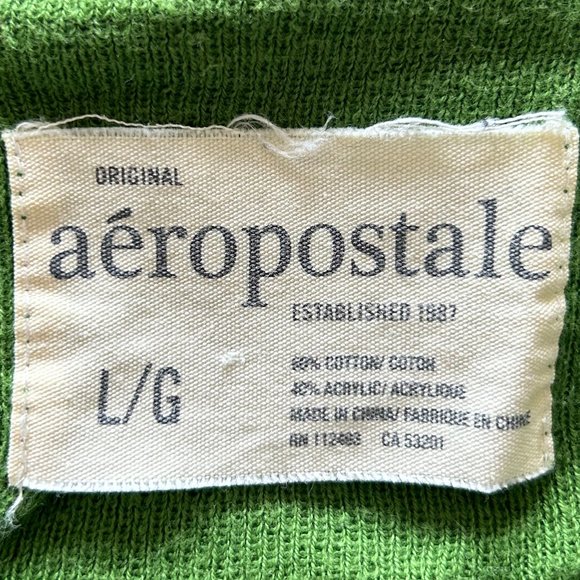 ORIGINAL
aéropostale
ESTABLISHED 1987
L/G
60% COTTON/ COTON
40% ACRYLIC/ ACRYLIQUE
MADE IN CHINA/ FABRIQUE EN CHINE
RN 112493 CA 53201